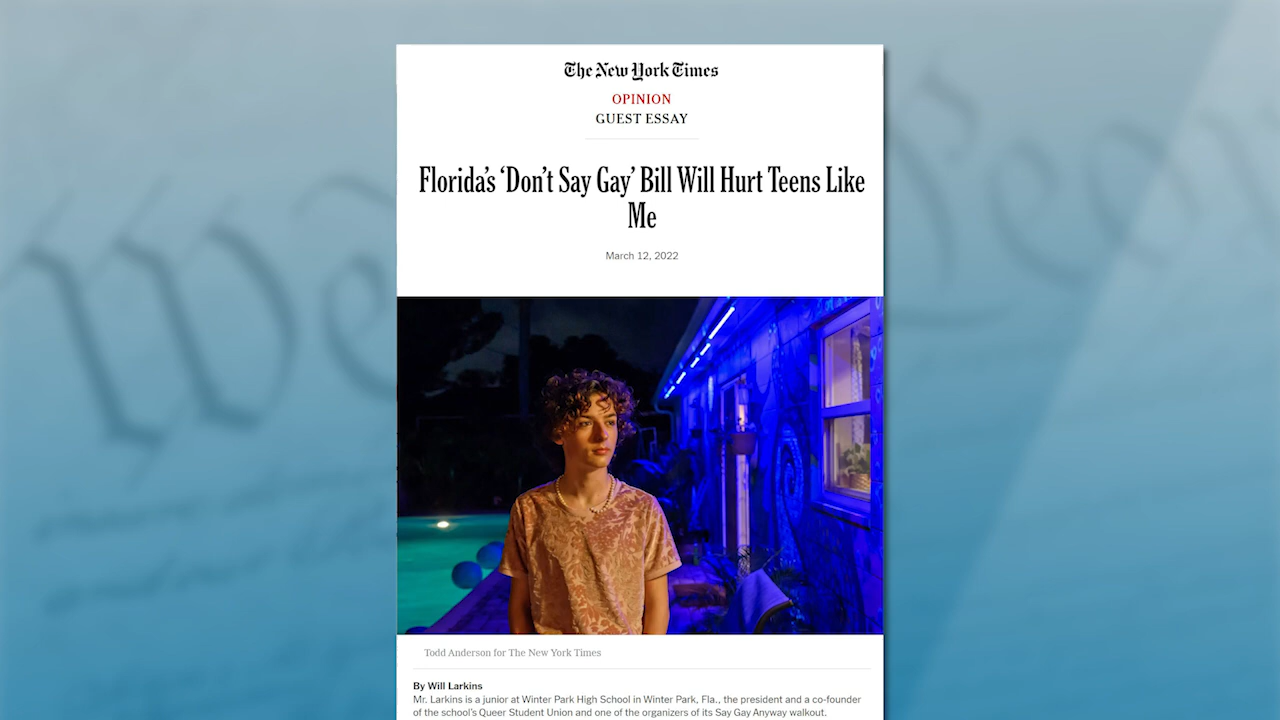 The New York Times
OPINION
GUEST ESSAY
Florida's 'Don't Say Gay' Bill Will Hurt Teens Like
Me
March 12, 2022
Todd Anderson for The New York Times
By Will Larkins
Mr. Larkins is a junior at Winter Park High School in Winter Park, Fla., the president and a co-founder
of the school's Queer Student Union and one of the organizers of its Say Gay Anyway walkout.
We